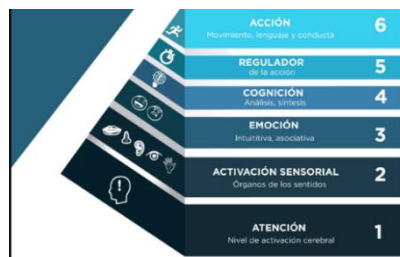 ACCIÓN 6
Movimiento, lenguaje y conducta
REGULADOR 5
de la acción
COGNICIÓN 4
Análisis, síntesis
EMOCIÓN 3
Intuititiva, asociativa
ACTIVACIÓN SENSORIAL 2
Órganos de los sentidos
ATENCIÓN 1
Nivel de activación cerebral
!